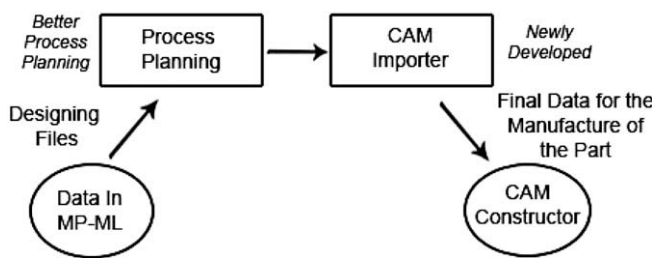 Better
Process
Planning
Process
Planning
CAM
Importer
Newly
Developed
Designing
Files
Final Data for the
Manufacture of
the Part
Data In
MP-ML
CAM
Constructor